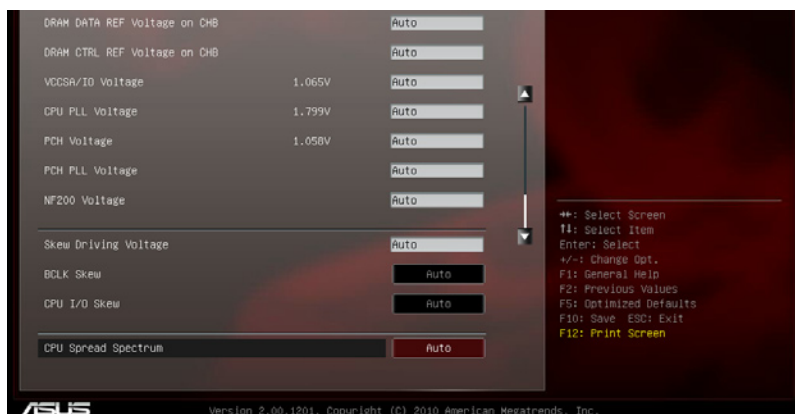 DRAM DATA REF Voltage on CHB Auto
DRAM CTRL REF Voltage on CHB Auto
VCCSA/IO Voltage 1.065V Auto
CPU PLL Voltage 1.799V Auto
PCH Voltage 1.058V Auto
PCH PLL Voltage Auto
NF200 Voltage Auto
Skew Driving Voltage Auto
BCLK Skew Auto
CPU I/O Skew Auto
CPU Spread Spectrum Auto
→←: Select Screen
↑↓: Select Item
Enter: Select
+/-: Change Opt.
F1: General Help
F2: Previous Values
F5: Optimized Defaults
F10: Save ESC: Exit
F12: Print Screen
ASUS
Version 2.00.1201. Copyright (C) 2010 American Megatrends, Inc.